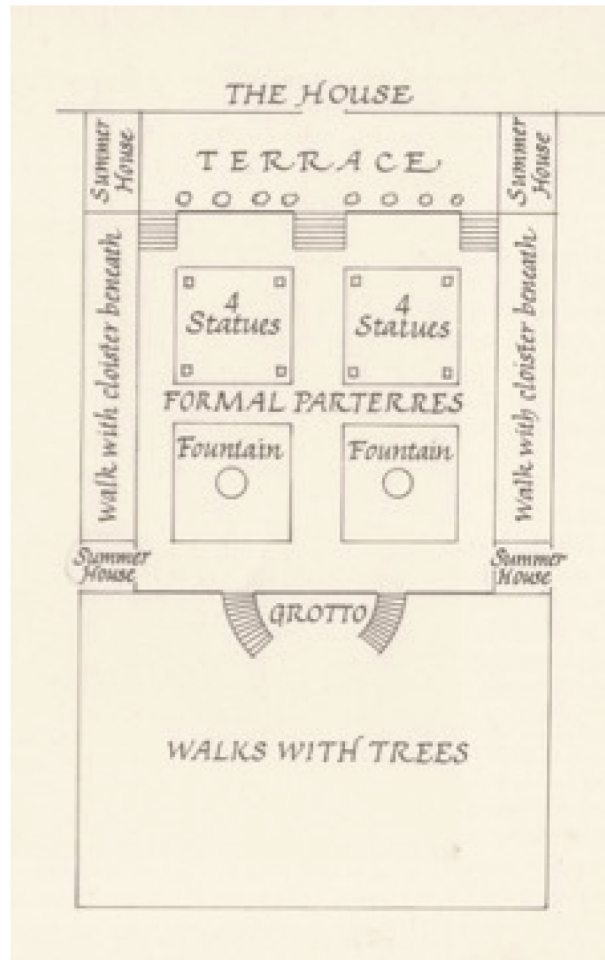 THE HOUSE
Summer
House
TERRACE
Summer
House
Walk with cloister beneath
4
Statues
4
Statues
Walk with cloister beneath
FORMAL PARTERRES
Fountain
Fountain
Summer
House
Summer
House
GROTTO
WALKS WITH TREES